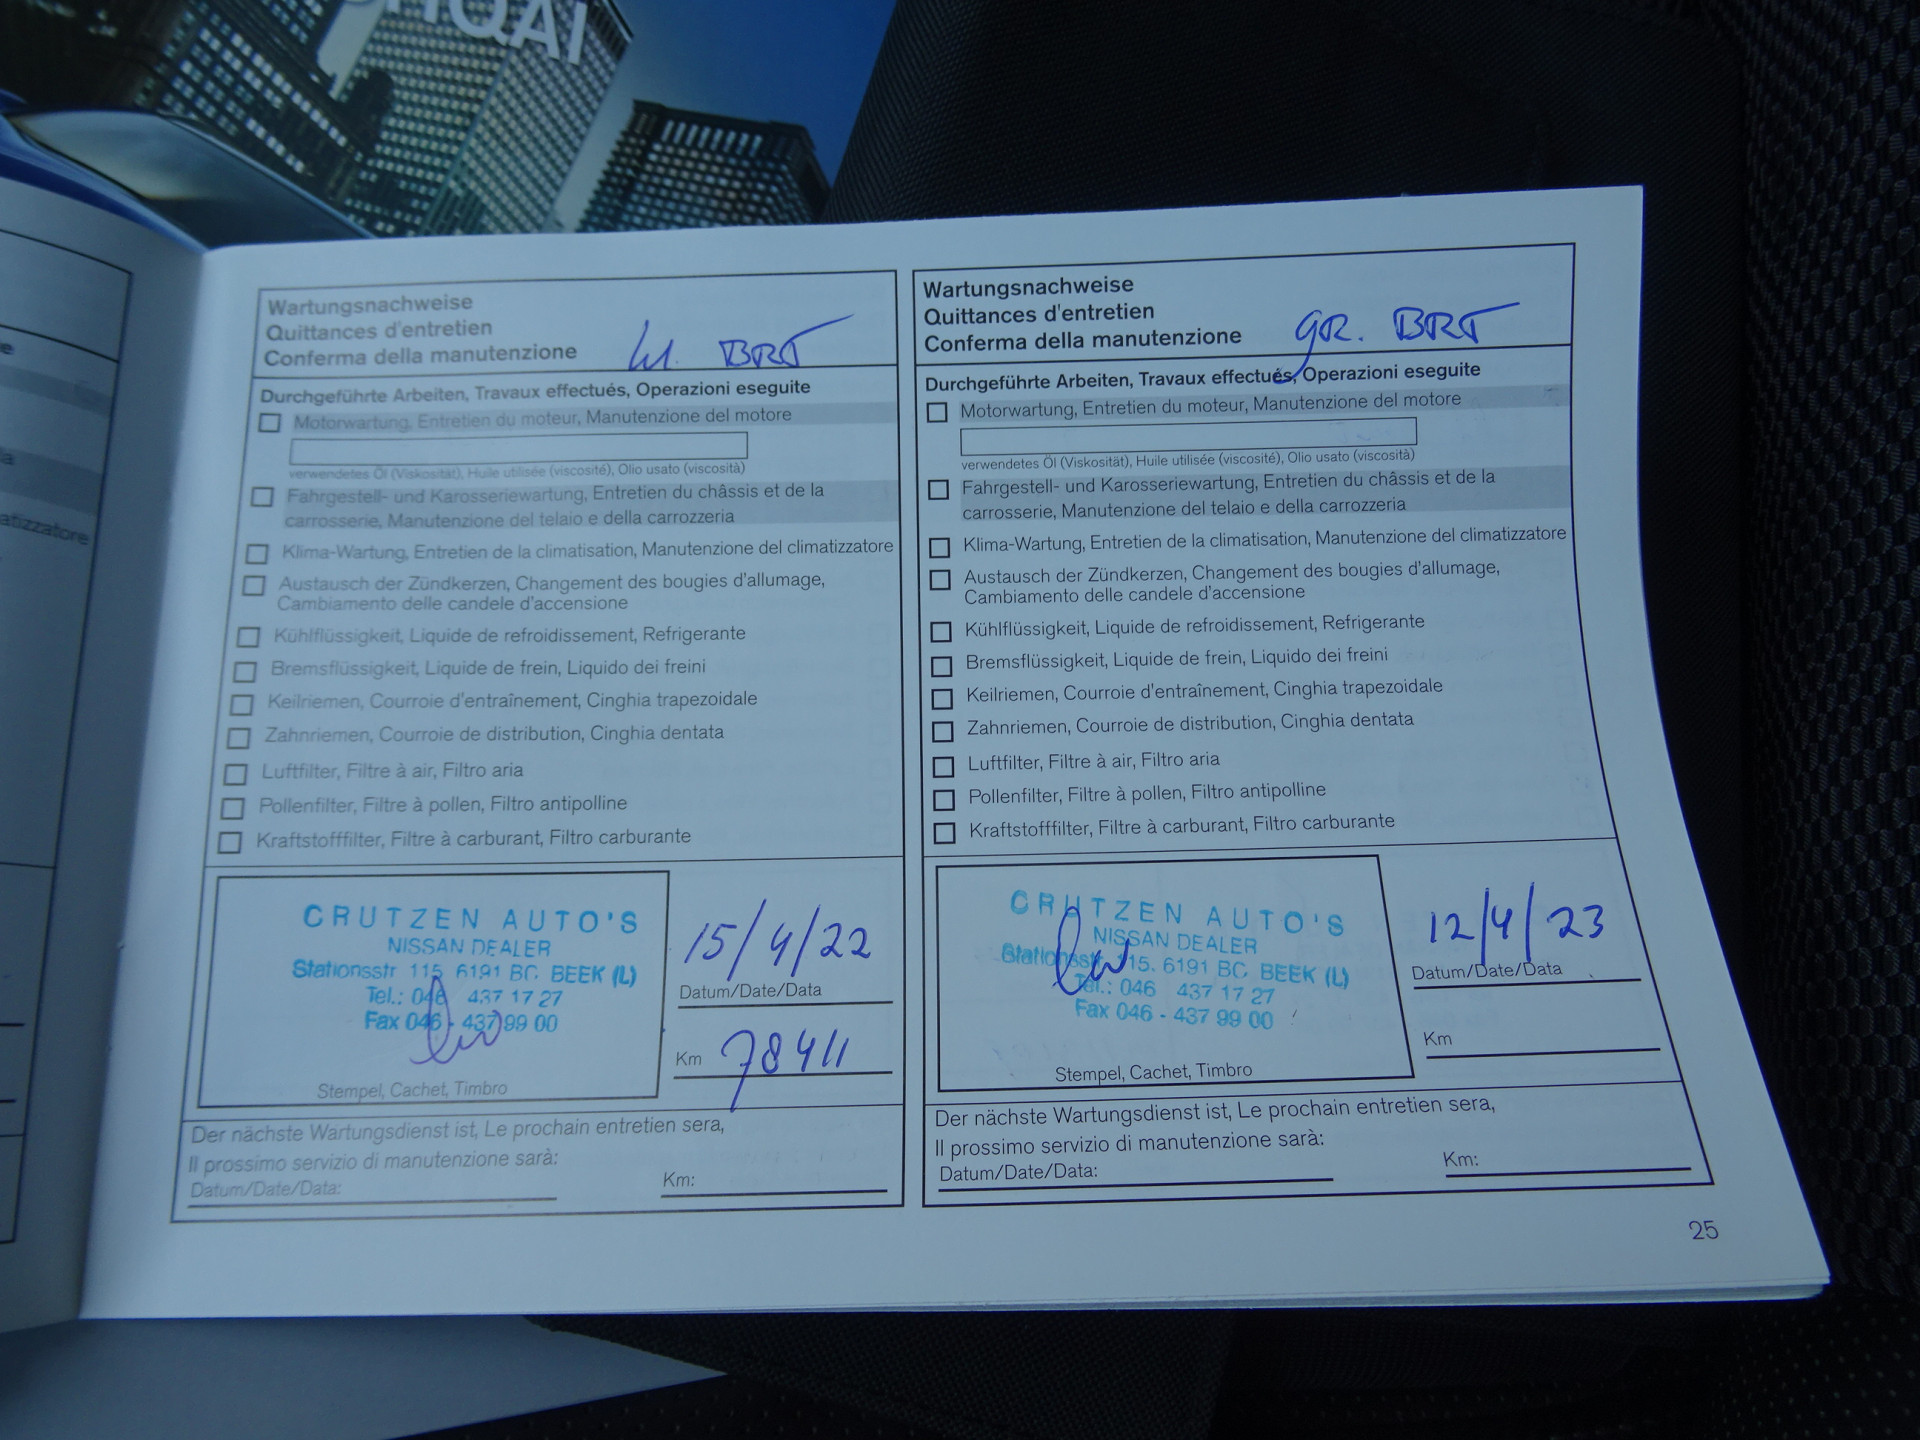 HQAI
e
la
atizzatore
Wartungsnachweise
Quittances d'entretien
Conferma della manutenzione kl. BRT
Durchgeführte Arbeiten, Travaux effectués, Operazioni eseguite
Motorwartung, Entretien du moteur, Manutenzione del motore
verwendetes Öl (Viskosität), Huile utilisée (viscosité), Olio usato (viscosità)
Fahrgestell- und Karosseriewartung, Entretien du châssis et de la
carrosserie, Manutenzione del telaio e della carrozzeria
Klima-Wartung, Entretien de la climatisation, Manutenzione del climatizzatore
Austausch der Zündkerzen, Changement des bougies d'allumage,
Cambiamento delle candele d'accensione
Kühlflüssigkeit, Liquide de refroidissement, Refrigerante
Bremsflüssigkeit, Liquide de frein, Liquido dei freini
Keilriemen, Courroie d'entraînement, Cinghia trapezoidale
Zahnriemen, Courroie de distribution, Cinghia dentata
Luftfilter, Filtre à air, Filtro aria
Pollenfilter, Filtre à pollen, Filtro antipolline
Kraftstofffilter, Filtre à carburant, Filtro carburante
CRUTZEN AUTO'S
NISSAN DEALER
Stationsstr 115, 6191 BC BEEK (L)
Tel.: 046 437 17 27
Fax 046 - 437 99 00
Stempel, Cachet, Timbro
15/4/22
Datum/Date/Data
Km 78411
Der nächste Wartungsdienst ist, Le prochain entretien sera,
Il prossimo servizio di manutenzione sarà:
Datum/Date/Data: Km:
Wartungsnachweise
Quittances d'entretien
Conferma della manutenzione GR. BRT
Durchgeführte Arbeiten, Travaux effectués, Operazioni eseguite
Motorwartung, Entretien du moteur, Manutenzione del motore
verwendetes Öl (Viskosität), Huile utilisée (viscosité), Olio usato (viscosità)
Fahrgestell- und Karosseriewartung, Entretien du châssis et de la
carrosserie, Manutenzione del telaio e della carrozzeria
Klima-Wartung, Entretien de la climatisation, Manutenzione del climatizzatore
Austausch der Zündkerzen, Changement des bougies d'allumage,
Cambiamento delle candele d'accensione
Kühlflüssigkeit, Liquide de refroidissement, Refrigerante
Bremsflüssigkeit, Liquide de frein, Liquido dei freini
Keilriemen, Courroie d'entraînement, Cinghia trapezoidale
Zahnriemen, Courroie de distribution, Cinghia dentata
Luftfilter, Filtre à air, Filtro aria
Pollenfilter, Filtre à pollen, Filtro antipolline
Kraftstofffilter, Filtre à carburant, Filtro carburante
CRUTZEN AUTO'S
NISSAN DEALER
Stationsstr 115. 6191 BC BEEK (L)
Tel.: 046 437 17 27
Fax 046 - 437 99 00
Stempel, Cachet, Timbro
12/4/23
Datum/Date/Data
Km
Der nächste Wartungsdienst ist, Le prochain entretien sera,
Il prossimo servizio di manutenzione sarà:
Datum/Date/Data: Km:
25